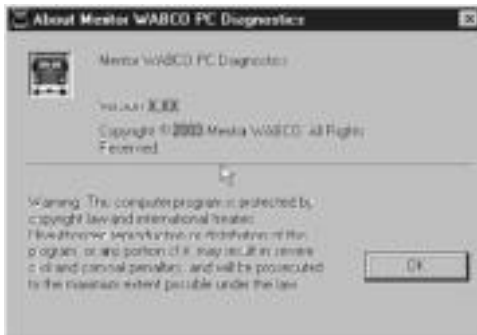 About Meritor WABCO PC Diagnostics
Meritor WABCO PC Diagnostics
Version X.XX
Copyright © 2003 Meritor WABCO. All Rights
Reserved.
Warning: This computer program is protected by
copyright law and international treaties.
Unauthorized reproduction or distribution of this
program, or any portion of it, may result in severe
civil and criminal penalties, and will be prosecuted
to the maximum extent possible under the law.
OK